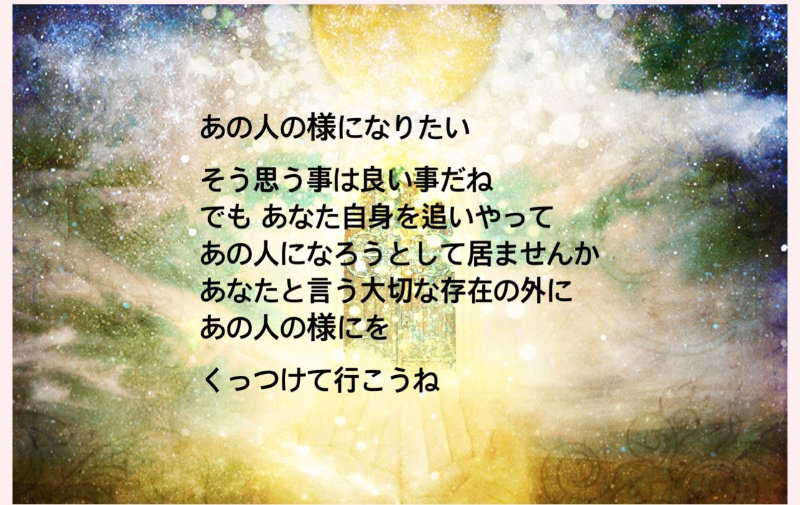 あの人の様になりたい
そう思う事は良い事だね
でも あなた自身を追いやって
あの人になろうとして居ませんか
あなたと言う大切な存在の外に
あの人の様にを
くっつけて行こうね